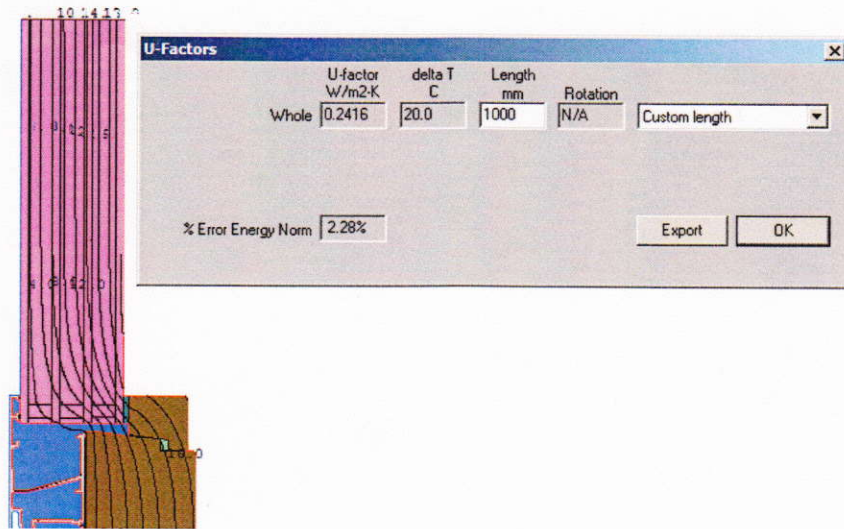 U-Factors
U-factor delta T Length
W/m2-K C mm Rotation
Whole 0.2416 20.0 1000 N/A Custom length
% Error Energy Norm 2.28%
Export OK